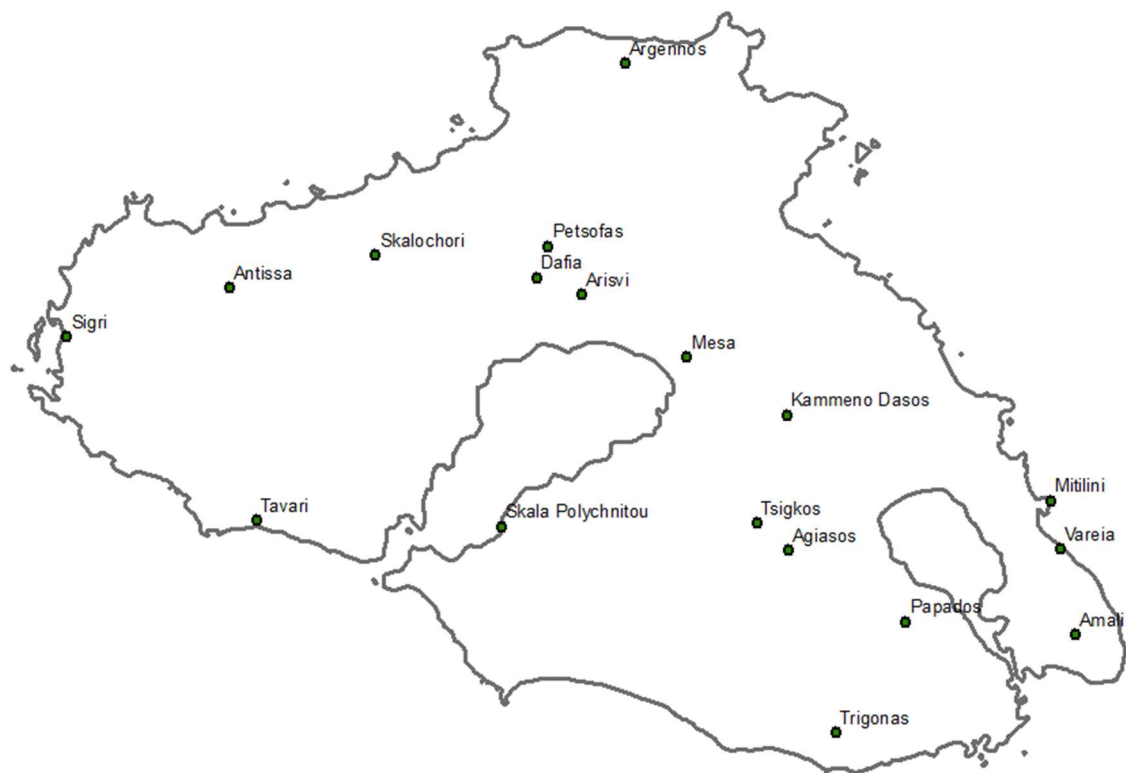 Argennos
Petsofas
Skalochori
Dafia
Antissa
Arisvi
Sigri
Mesa
Kammeno Dasos
Mitilini
Tavari
Skala Polychnitou
Tsigkos
Vareia
Agiasos
Papados
Amali
Trigonas